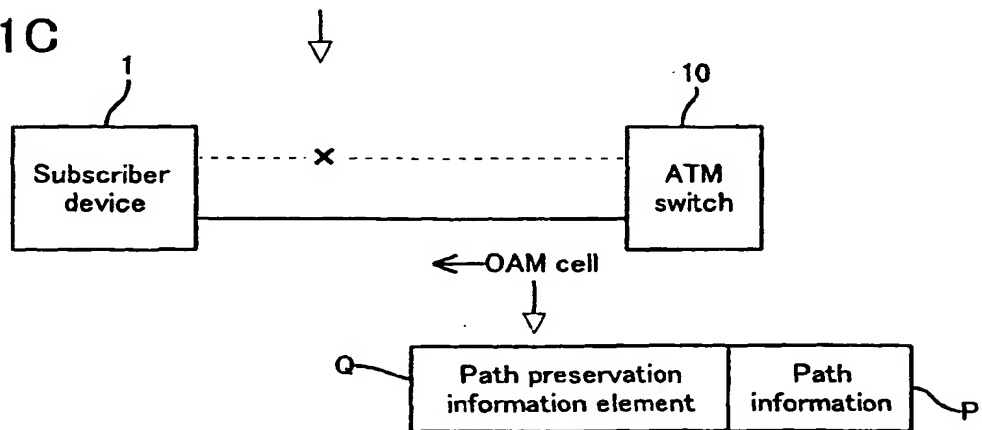 1C
1
10
Subscriber
device
ATM
switch
OAM cell
Q
Path preservation
information element
Path
information
P